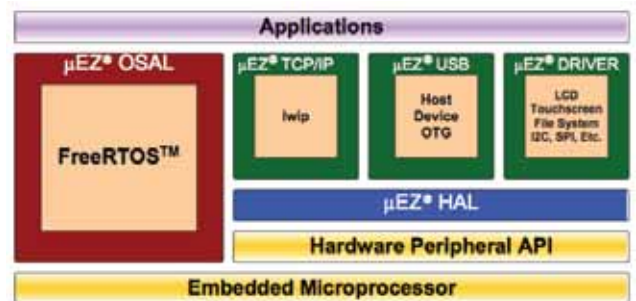 Applications
µEZ® OSAL
FreeRTOS™
µEZ® TCP/IP
lwip
µEZ® USB
Host
Device
OTG
µEZ® DRIVER
LCD
Touchscreen
File System
I2C, SPI, Etc.
µEZ® HAL
Hardware Peripheral API
Embedded Microprocessor